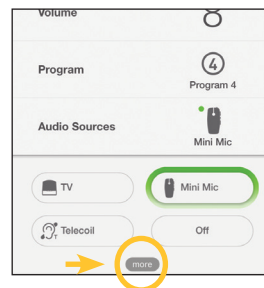 Volume 8
Program 4
Program 4
Audio Sources
Mini Mic
TV Mini Mic
Telecoil Off
more